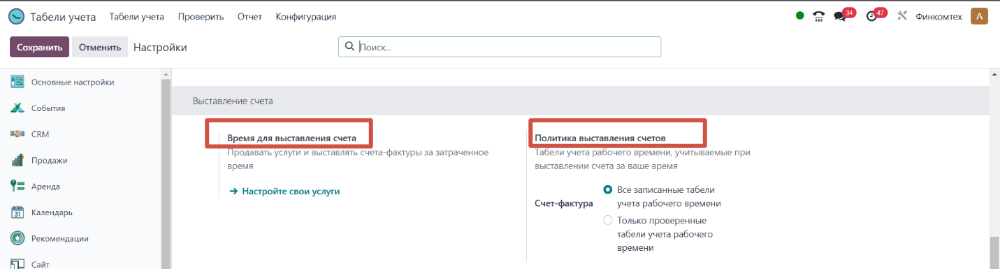 Табели учета Табели учета Проверить Отчет Конфигурация 34 47 Финкомтех А
Сохранить Отменить Настройки Поиск...
Основные настройки
События
CRM
Продажи
Аренда
31 Календарь
Рекомендации
Сайт
Выставление счета
Время для выставления счета
Продавать услуги и выставлять счета-фактуры за затраченное
время
→ Настройте свои услуги
Политика выставления счетов
Табели учета рабочего времени, учитываемые при
выставлении счета за ваше время
Счет-фактура
Все записанные табели
учета рабочего времени
Только проверенные
табели учета рабочего
времени